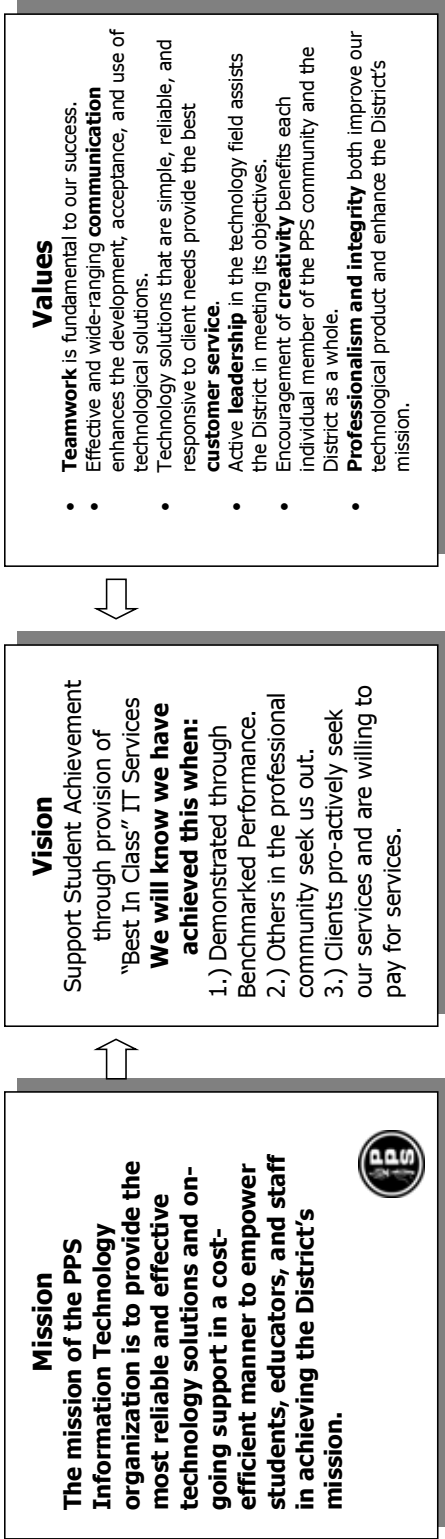 Mission
The mission of the PPS
Information Technology
organization is to provide the
most reliable and effective
technology solutions and on-
going support in a cost-
efficient manner to empower
students, educators, and staff
in achieving the District's
mission.
PPS
Vision
Support Student Achievement
through provision of
"Best In Class" IT Services
We will know we have
achieved this when:
1.) Demonstrated through
Benchmarked Performance.
2.) Others in the professional
community seek us out.
3.) Clients pro-actively seek
our services and are willing to
pay for services.
Values
• Teamwork is fundamental to our success.
• Effective and wide-ranging communication
enhances the development, acceptance, and use of
technological solutions.
• Technology solutions that are simple, reliable, and
responsive to client needs provide the best
customer service.
• Active leadership in the technology field assists
the District in meeting its objectives.
• Encouragement of creativity benefits each
individual member of the PPS community and the
District as a whole.
• Professionalism and integrity both improve our
technological product and enhance the District's
mission.